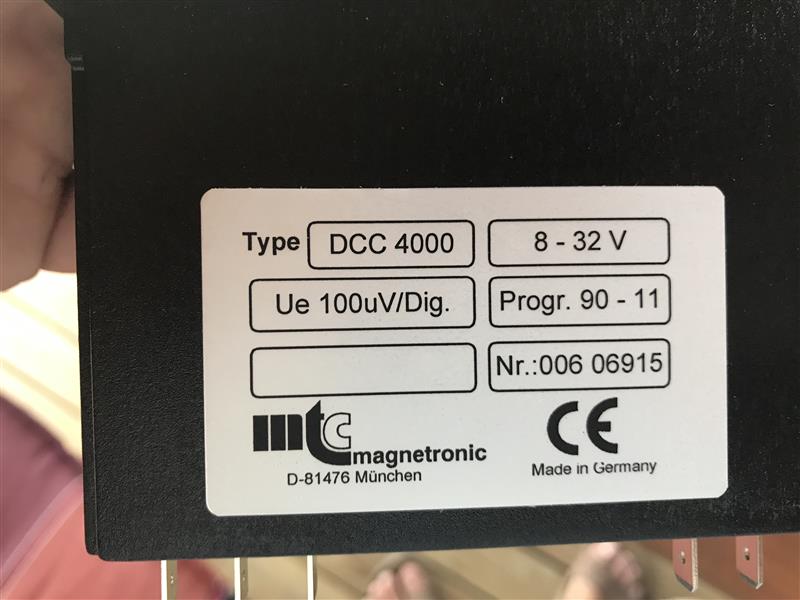 Type DCC 4000 8 - 32 V
Ue 100uV/Dig. Progr. 90 - 11
Nr.:006 06915
mtc magnetronic CE
D-81476 München Made in Germany